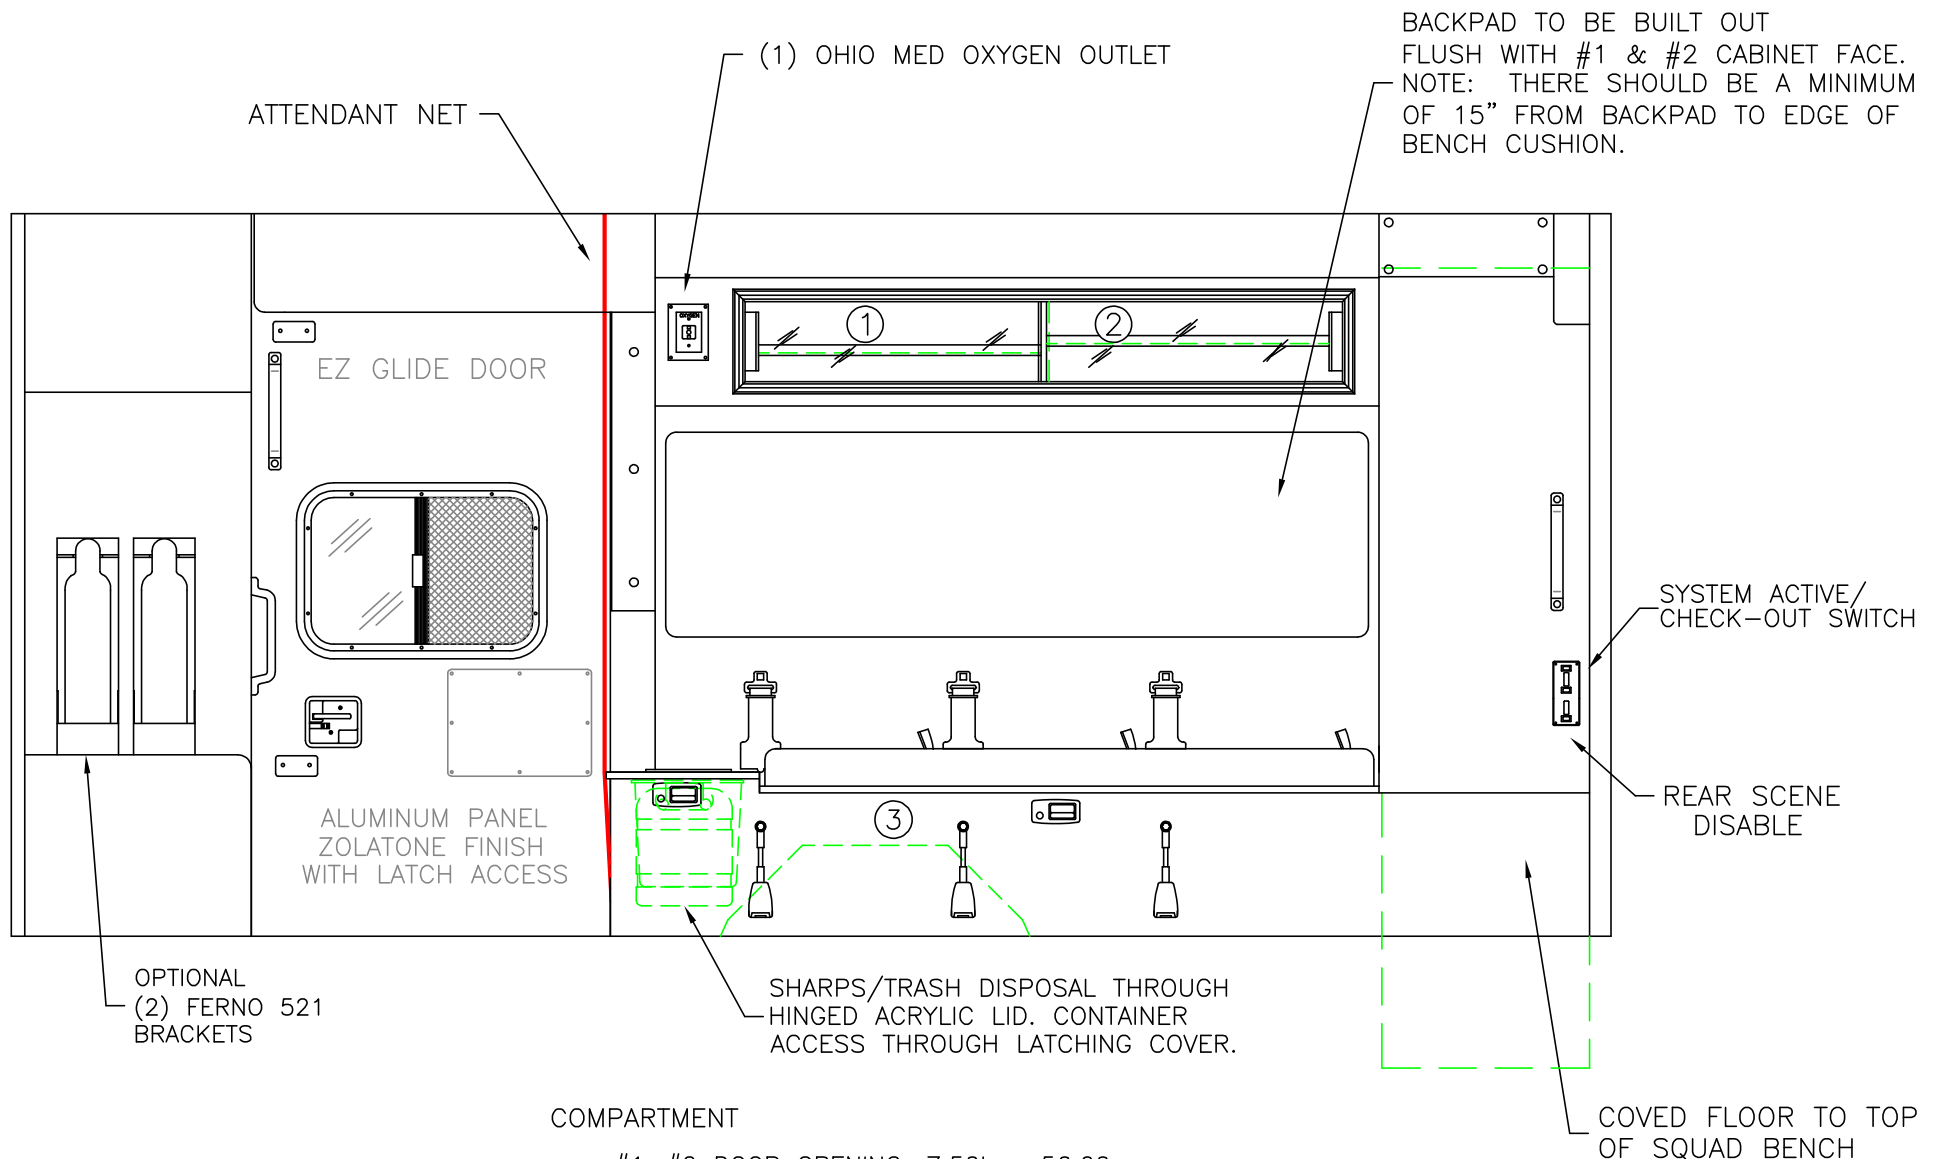 BACKPAD TO BE BUILT OUT
FLUSH WITH #1 & #2 CABINET FACE.
NOTE: THERE SHOULD BE A MINIMUM
OF 15” FROM BACKPAD TO EDGE OF
BENCH CUSHION.
(1) OHIO MED OXYGEN OUTLET
ATTENDANT NET
OXYGEN
1
2
EZ GLIDE DOOR
SYSTEM ACTIVE/
CHECK-OUT SWITCH
REAR SCENE
DISABLE
3
ALUMINUM PANEL
ZOLATONE FINISH
WITH LATCH ACCESS
OPTIONAL
(2) FERNO 521
BRACKETS
SHARPS/TRASH DISPOSAL THROUGH
HINGED ACRYLIC LID. CONTAINER
ACCESS THROUGH LATCHING COVER.
COMPARTMENT
COVED FLOOR TO TOP
OF SQUAD BENCH
DOOR OPENING